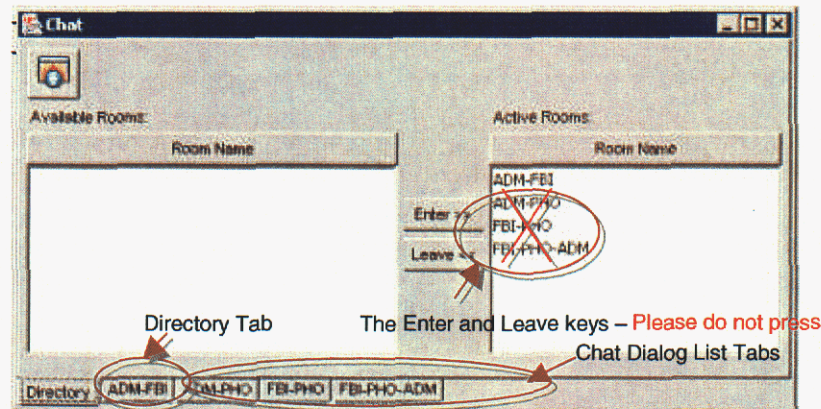 Chat
Available Rooms:
Active Rooms:
Room Name
Room Name
ADM-FBI
ADM-PHO
FBI-PHO
FBI-PHO-ADM
Enter >>
Leave <<
Directory Tab
The Enter and Leave keys – Please do not press
Chat Dialog List Tabs
Directory
ADM-FBI
ADM-PHO
FBI-PHO
FBI-PHO-ADM